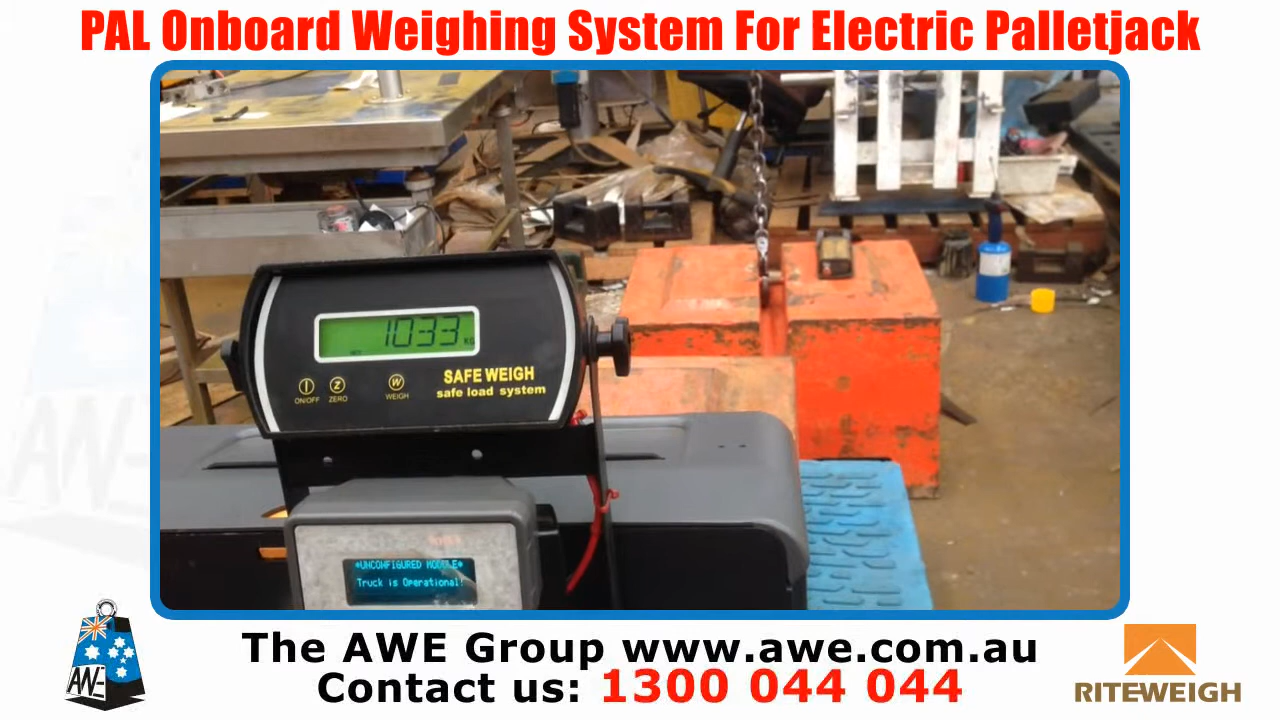 PAL Onboard Weighing System For Electric Palletjack
1033 KG
ON/OFF ZERO WEIGH
SAFE WEIGH
safe load system
*UNCONFIGURED MODULE*
Truck is Operational!
AWE
The AWE Group www.awe.com.au
Contact us: 1300 044 044
RITEWEIGH